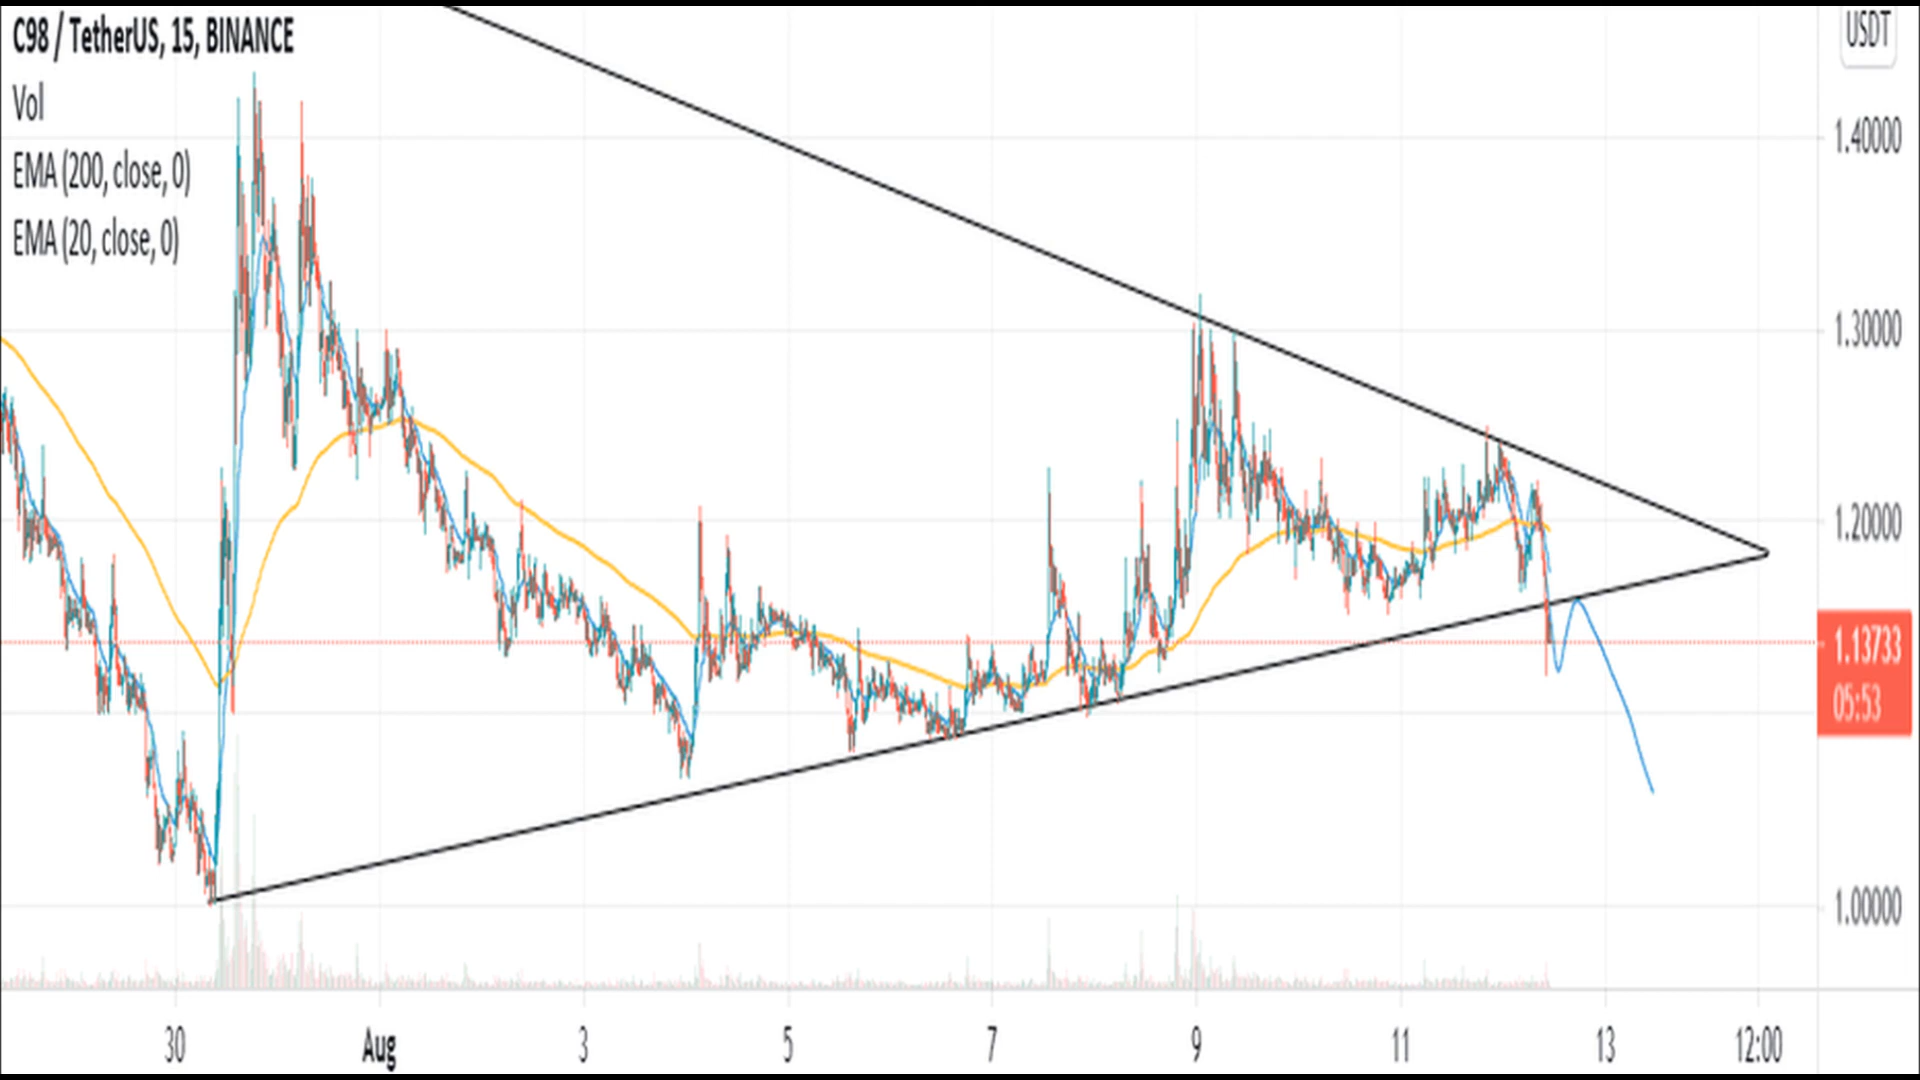 C98 / TetherUS, 15, BINANCE
USDT
Vol
1.40000
EMA (200, close, 0)
EMA (20, close, 0)
1.30000
1.20000
1.13733
05:53
1.00000
30 Aug 3 5 7 9 11 13 12:00